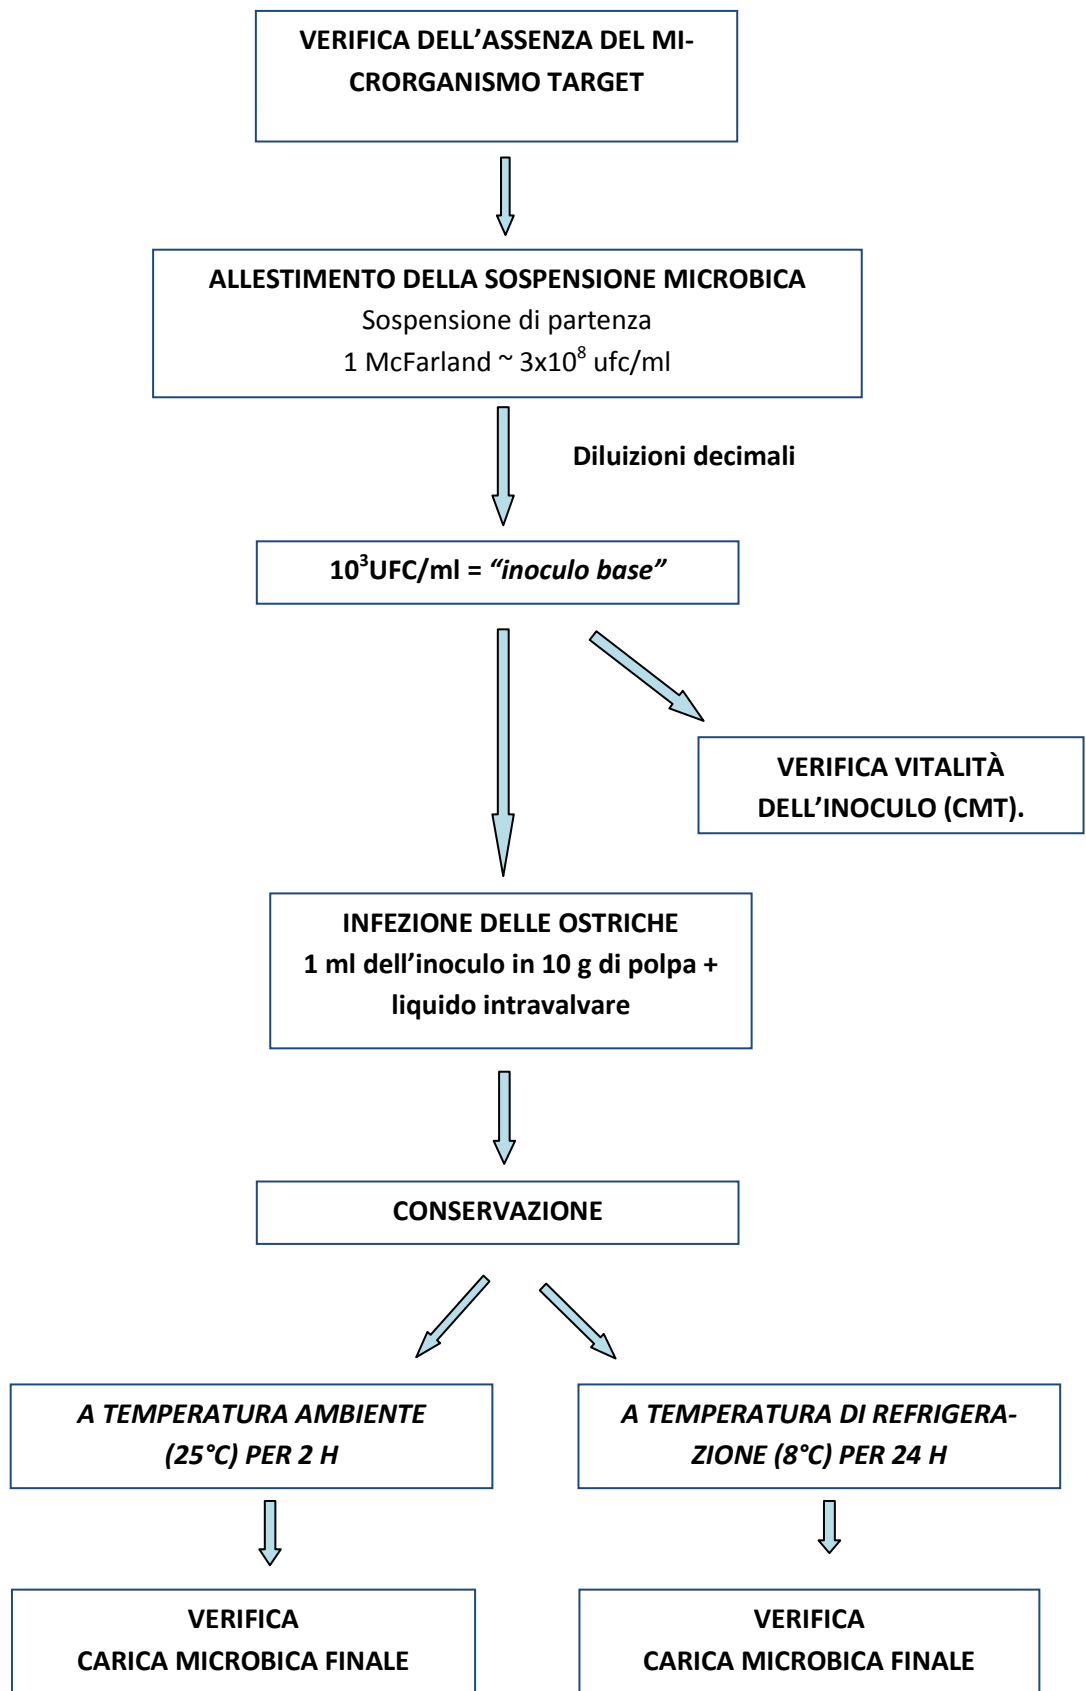 VERIFICA DELL’ASSENZA DEL MI-
CRORGANISMO TARGET
ALLESTIMENTO DELLA SOSPENSIONE MICROBICA
Sospensione di partenza
1 McFarland ~ 3x10⁸ ufc/ml
Diluizioni decimali
10³UFC/ml = “inoculo base”
VERIFICA VITALITÀ
DELL’INOCULO (CMT).
INFEZIONE DELLE OSTRICHE
1 ml dell’inoculo in 10 g di polpa +
liquido intravalvare
CONSERVAZIONE
A TEMPERATURA AMBIENTE
(25°C) PER 2 H
A TEMPERATURA DI REFRIGERA-
ZIONE (8°C) PER 24 H
VERIFICA
CARICA MICROBICA FINALE
VERIFICA
CARICA MICROBICA FINALE